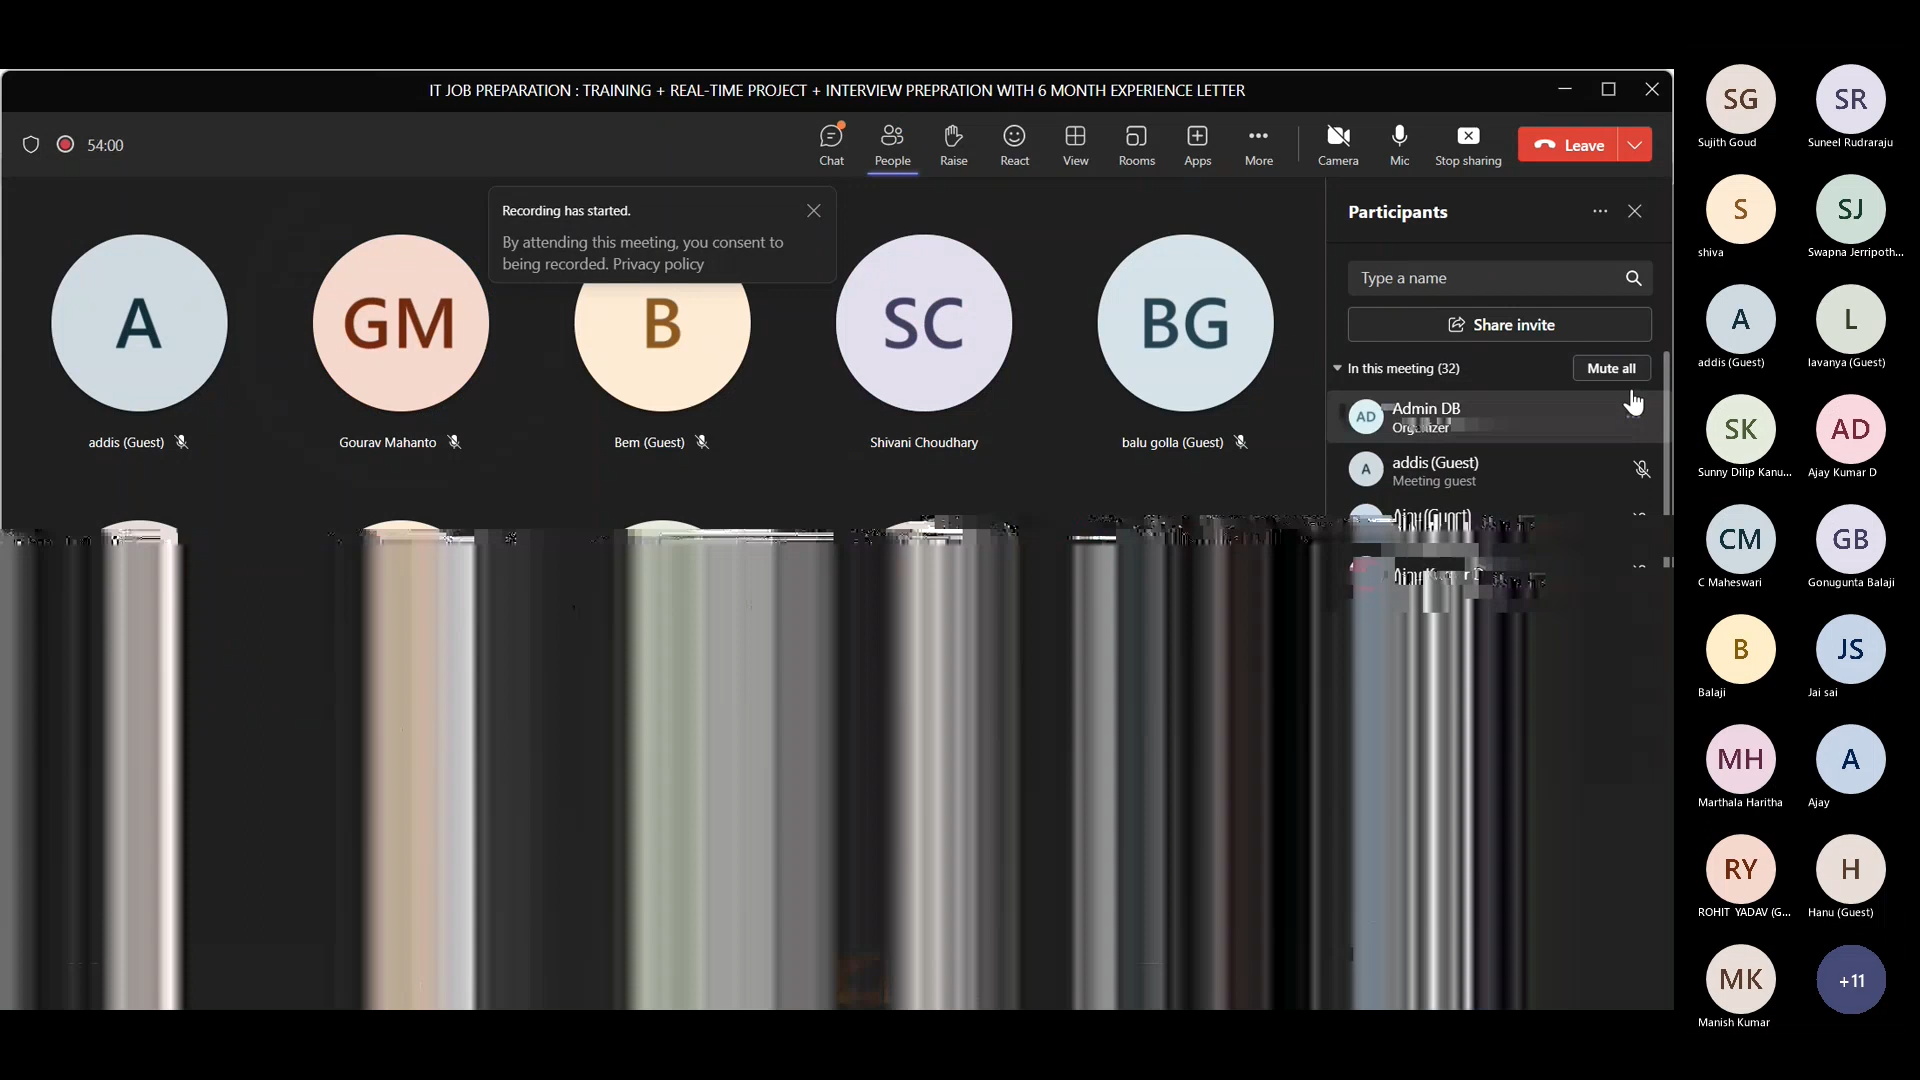 IT JOB PREPARATION : TRAINING + REAL-TIME PROJECT + INTERVIEW PREPRATION WITH 6 MONTH EXPERIENCE LETTER
54:00
Chat
People
Raise
React
View
Rooms
Apps
More
Camera
Mic
Stop sharing
Leave
Recording has started.
By attending this meeting, you consent to
being recorded. Privacy policy
A
GM
B
SC
BG
addis (Guest)
Gourav Mahanto
Bem (Guest)
Shivani Choudhary
balu golla (Guest)
Participants
Type a name
Share invite
In this meeting (32)
Mute all
AD
Admin DB
Organizer
A
addis (Guest)
Meeting guest
SG
Sujith Goud
SR
Suneel Rudraraju
S
shiva
SJ
Swapna Jerripoth...
A
addis (Guest)
L
lavanya (Guest)
SK
Sunny Dilip Kanu...
AD
Ajay Kumar D
CM
C Maheswari
GB
Gonugunta Balaji
B
Balaji
JS
Jai sai
MH
Marthala Haritha
A
Ajay
RY
ROHIT YADAV (G...
H
Hanu (Guest)
MK
Manish Kumar
+11